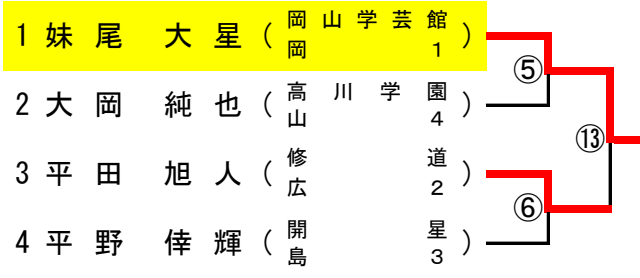 1 妹尾 大星 (岡山学芸館 岡1)
⑤
2 大岡 純也 (高川学園 山4)
⑬
3 平田 旭人 (修道 広2)
⑥
4 平野 倖輝 (開星 島3)